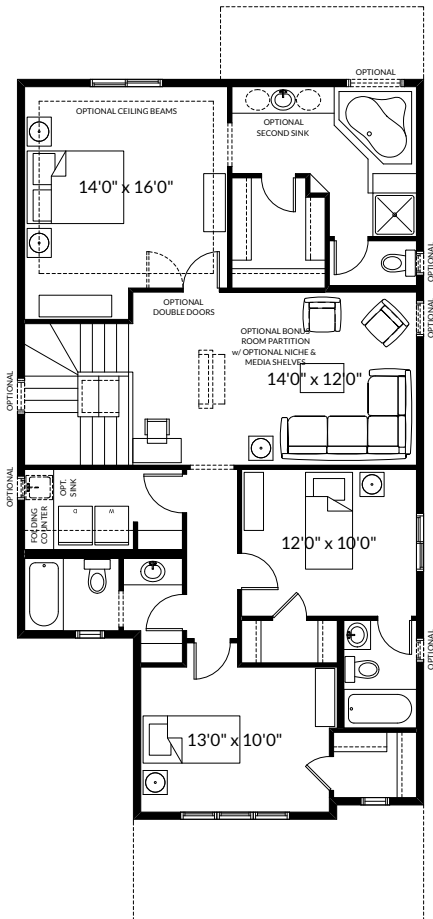 OPTIONAL
OPTIONAL CEILING BEAMS
OPTIONAL
SECOND SINK
14'0" x 16'0"
OPTIONAL
OPTIONAL
DOUBLE DOORS
OPTIONAL
OPTIONAL BONUS
ROOM PARTITION
w/ OPTIONAL NICHE &
MEDIA SHELVES
14'0" x 12'0"
OPTIONAL
OPTIONAL
OPT.
SINK
FOLDING
COUNTER
D
W
12'0" x 10'0"
OPTIONAL
13'0" x 10'0"